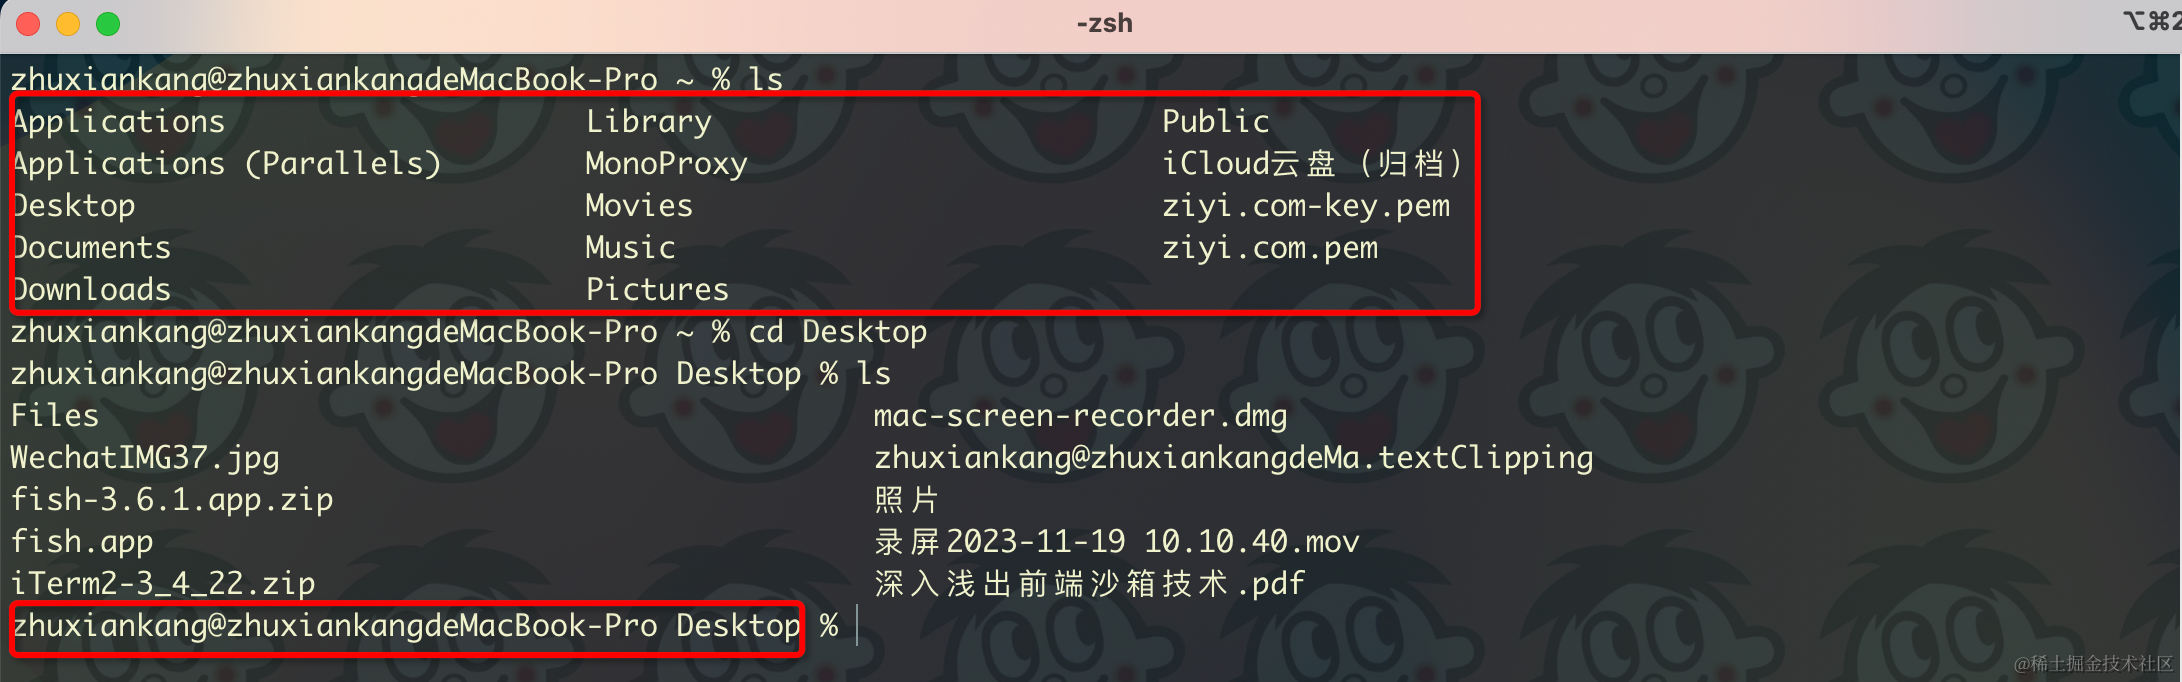 -zsh
⌥⌘2
zhuxiankang@zhuxiankangdeMacBook-Pro ~ % ls
Applications Library Public
Applications (Parallels) MonoProxy iCloud云盘（归档）
Desktop Movies ziyi.com-key.pem
Documents Music ziyi.com.pem
Downloads Pictures
zhuxiankang@zhuxiankangdeMacBook-Pro ~ % cd Desktop
zhuxiankang@zhuxiankangdeMacBook-Pro Desktop % ls
Files mac-screen-recorder.dmg
WechatIMG37.jpg zhuxiankang@zhuxiankangdeMa.textClipping
fish-3.6.1.app.zip 照片
fish.app 录屏2023-11-19 10.10.40.mov
iTerm2-3_4_22.zip 深入浅出前端沙箱技术.pdf
zhuxiankang@zhuxiankangdeMacBook-Pro Desktop %
@稀土掘金技术社区